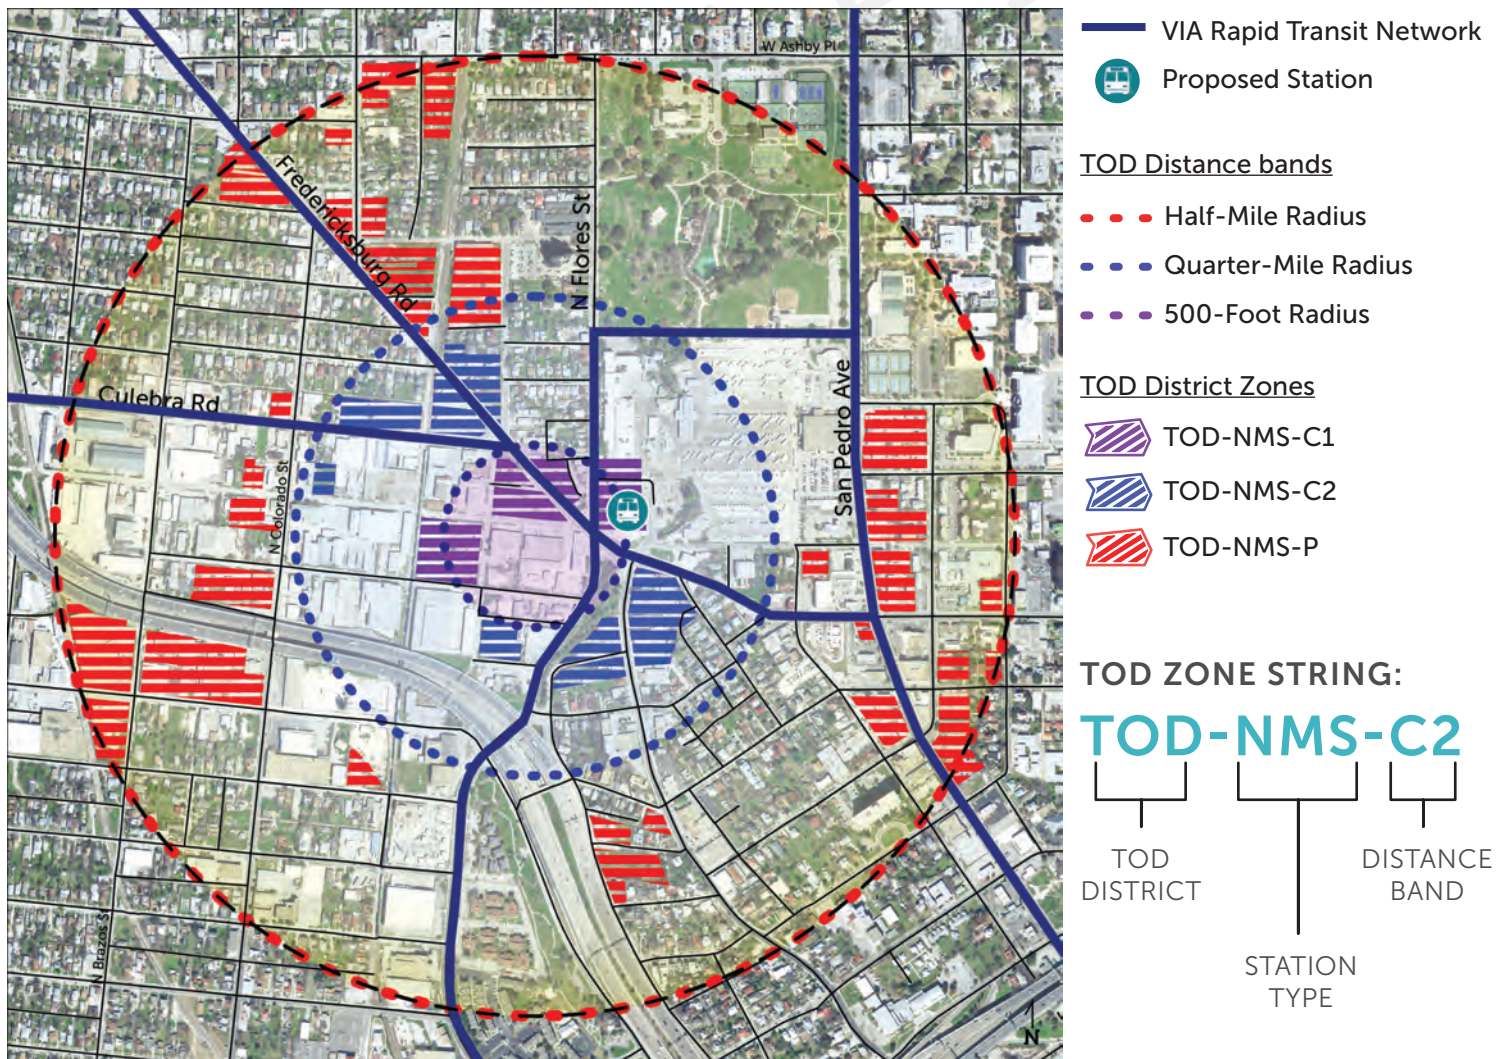 W Ashby Pl
Fredericksburg Rd
N Flores St
Culebra Rd
San Pedro Ave
N Colorado St
Brazos St
N
VIA Rapid Transit Network
Proposed Station
TOD Distance bands
Half-Mile Radius
Quarter-Mile Radius
500-Foot Radius
TOD District Zones
TOD-NMS-C1
TOD-NMS-C2
TOD-NMS-P
TOD ZONE STRING:
TOD-NMS-C2
TOD
DISTRICT
DISTANCE
BAND
STATION
TYPE